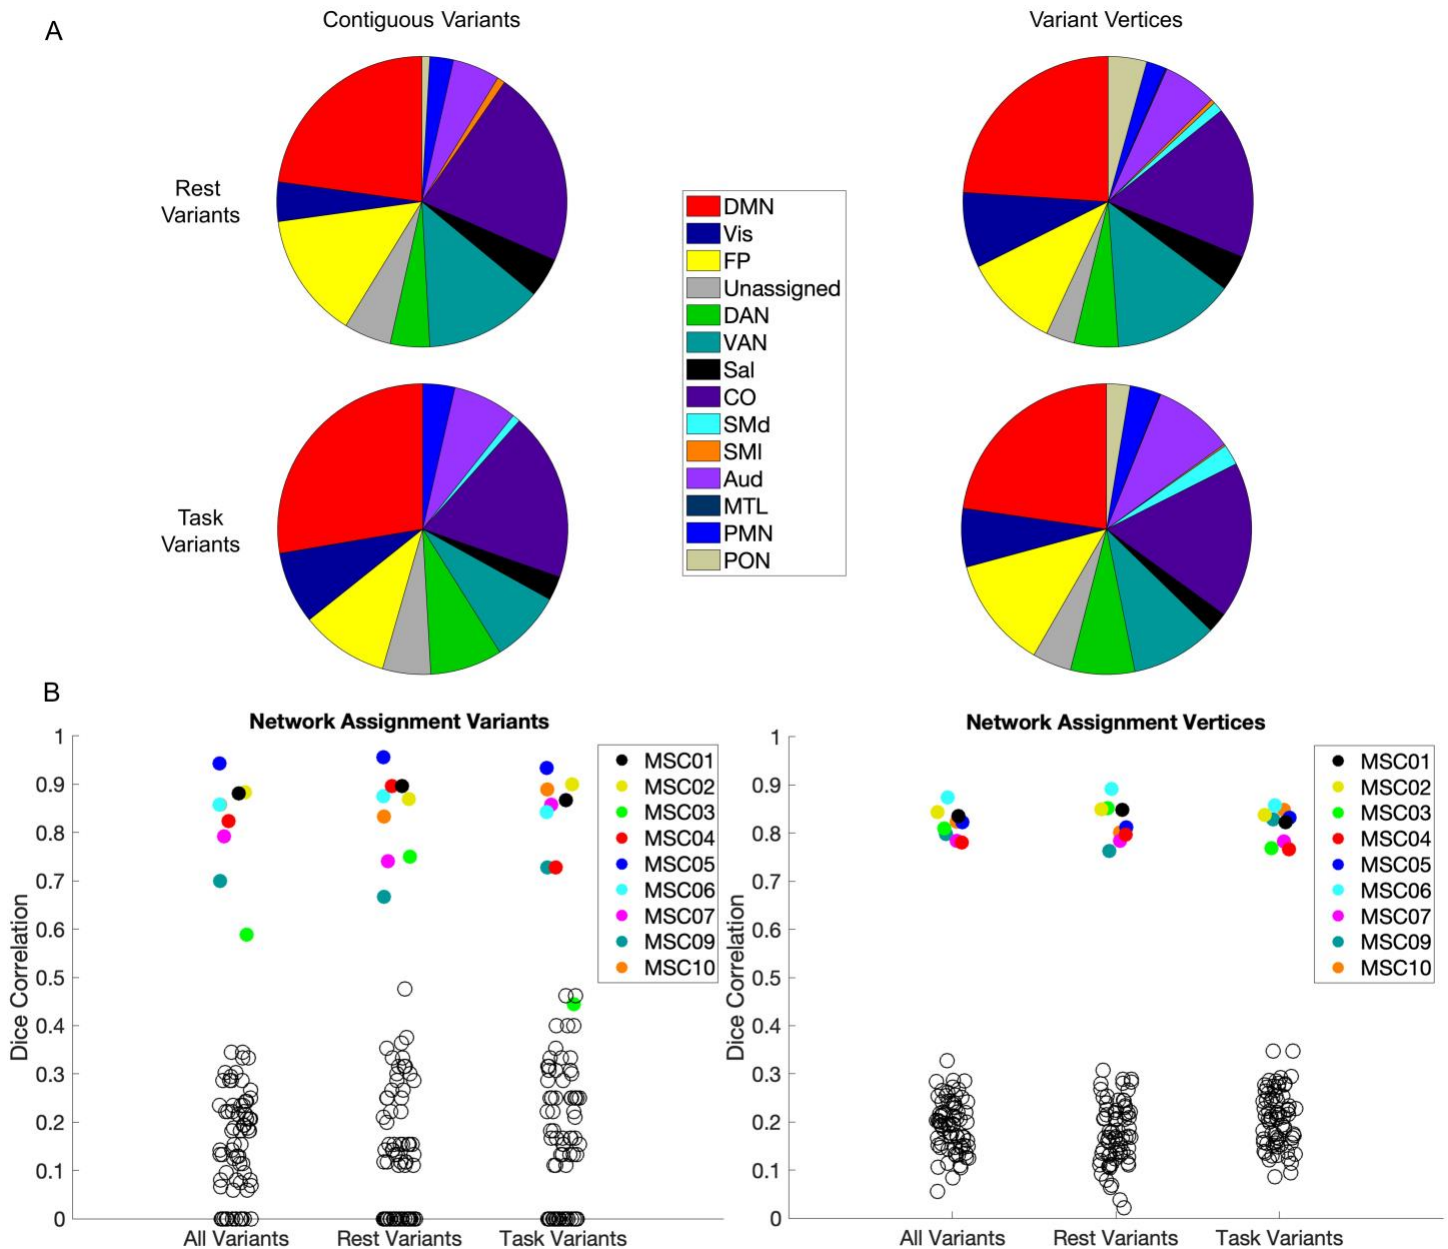 A
Contiguous Variants
Variant Vertices
Rest
Variants
DMN
Vis
FP
Unassigned
DAN
VAN
Sal
CO
SMd
SMl
Aud
MTL
PMN
PON
Task
Variants
B
Network Assignment Variants
1
0.9
0.8
0.7
0.6
0.5
0.4
0.3
0.2
0.1
0
Dice Correlation
All Variants
Rest Variants
Task Variants
MSC01
MSC02
MSC03
MSC04
MSC05
MSC06
MSC07
MSC09
MSC10
Network Assignment Vertices
1
0.9
0.8
0.7
0.6
0.5
0.4
0.3
0.2
0.1
0
Dice Correlation
All Variants
Rest Variants
Task Variants
MSC01
MSC02
MSC03
MSC04
MSC05
MSC06
MSC07
MSC09
MSC10